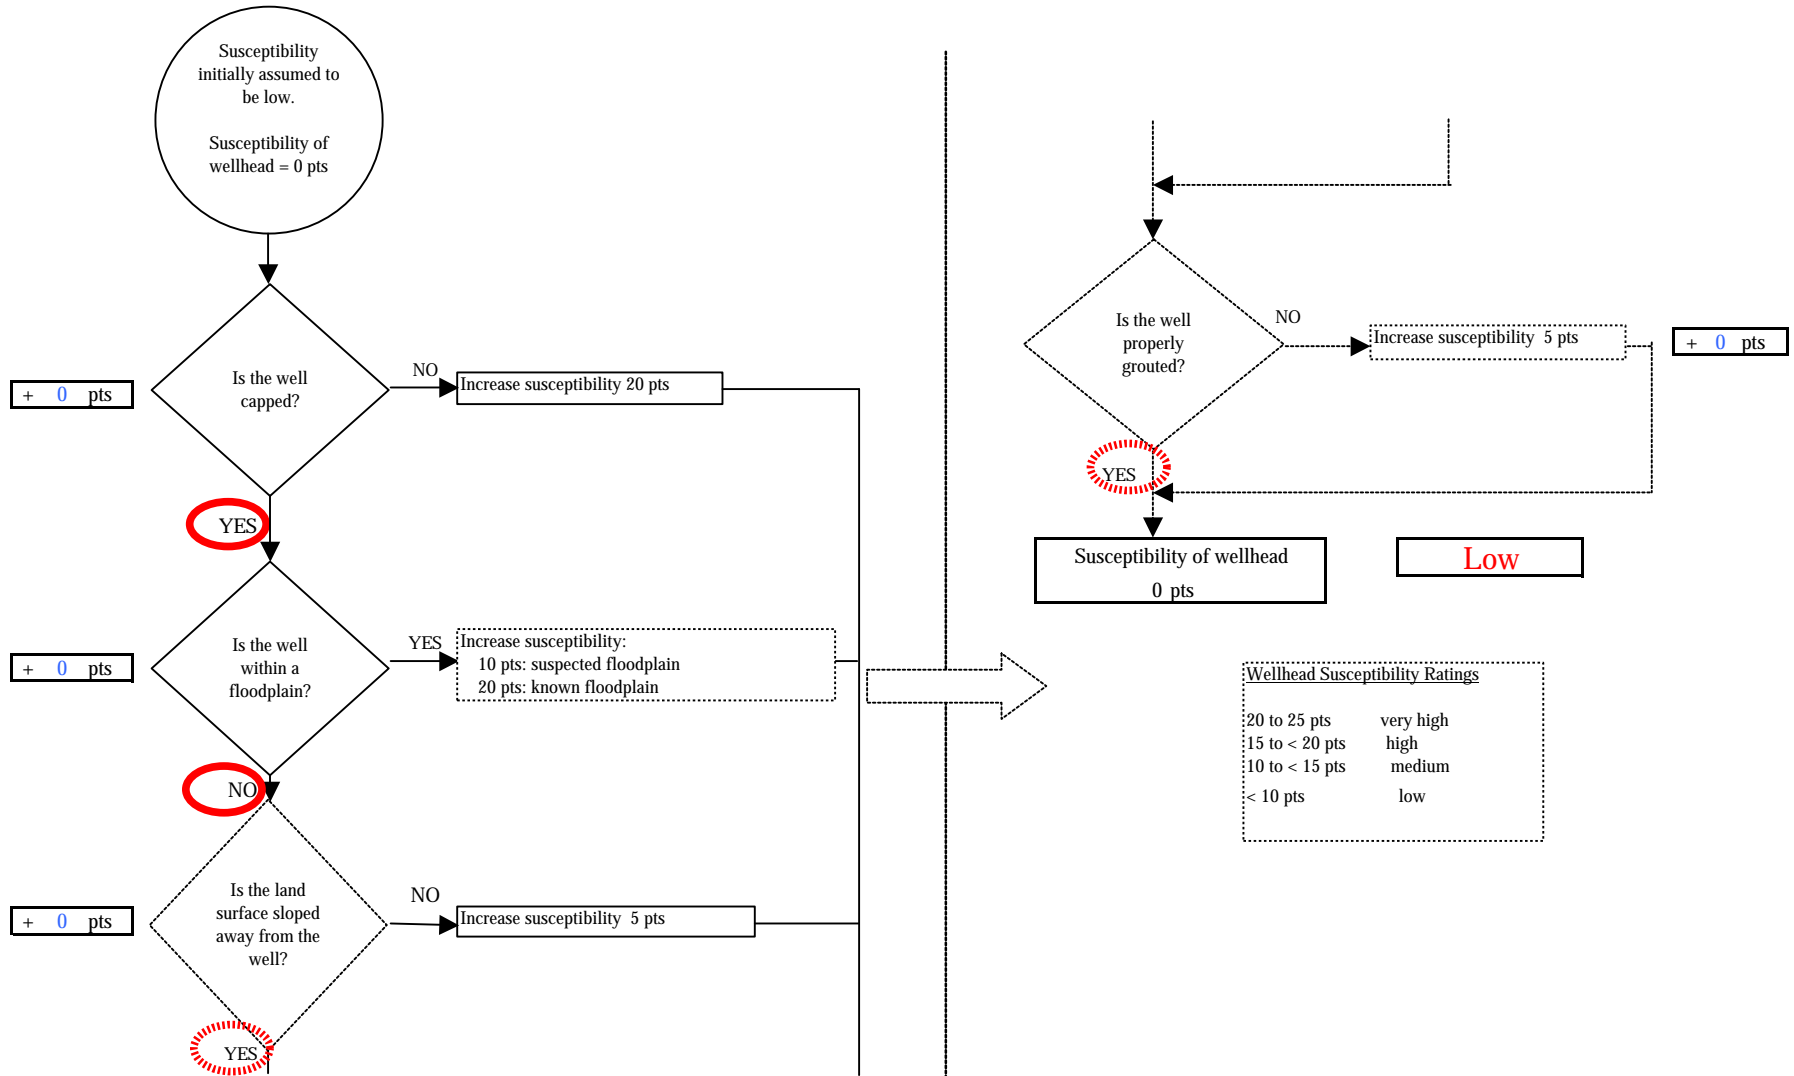 Susceptibility
initially assumed to
be low.
Susceptibility of
wellhead = 0 pts
+ 0 pts
Is the well
capped?
NO
Increase susceptibility 20 pts
YES
+ 0 pts
Is the well
within a
floodplain?
YES
Increase susceptibility:
10 pts: suspected floodplain
20 pts: known floodplain
NO
+ 0 pts
Is the land
surface sloped
away from the
well?
NO
Increase susceptibility 5 pts
YES
Is the well
properly
grouted?
NO
Increase susceptibility 5 pts
+ 0 pts
YES
Susceptibility of wellhead
0 pts
Low
Wellhead Susceptibility Ratings
20 to 25 pts very high
15 to < 20 pts high
10 to < 15 pts medium
< 10 pts low